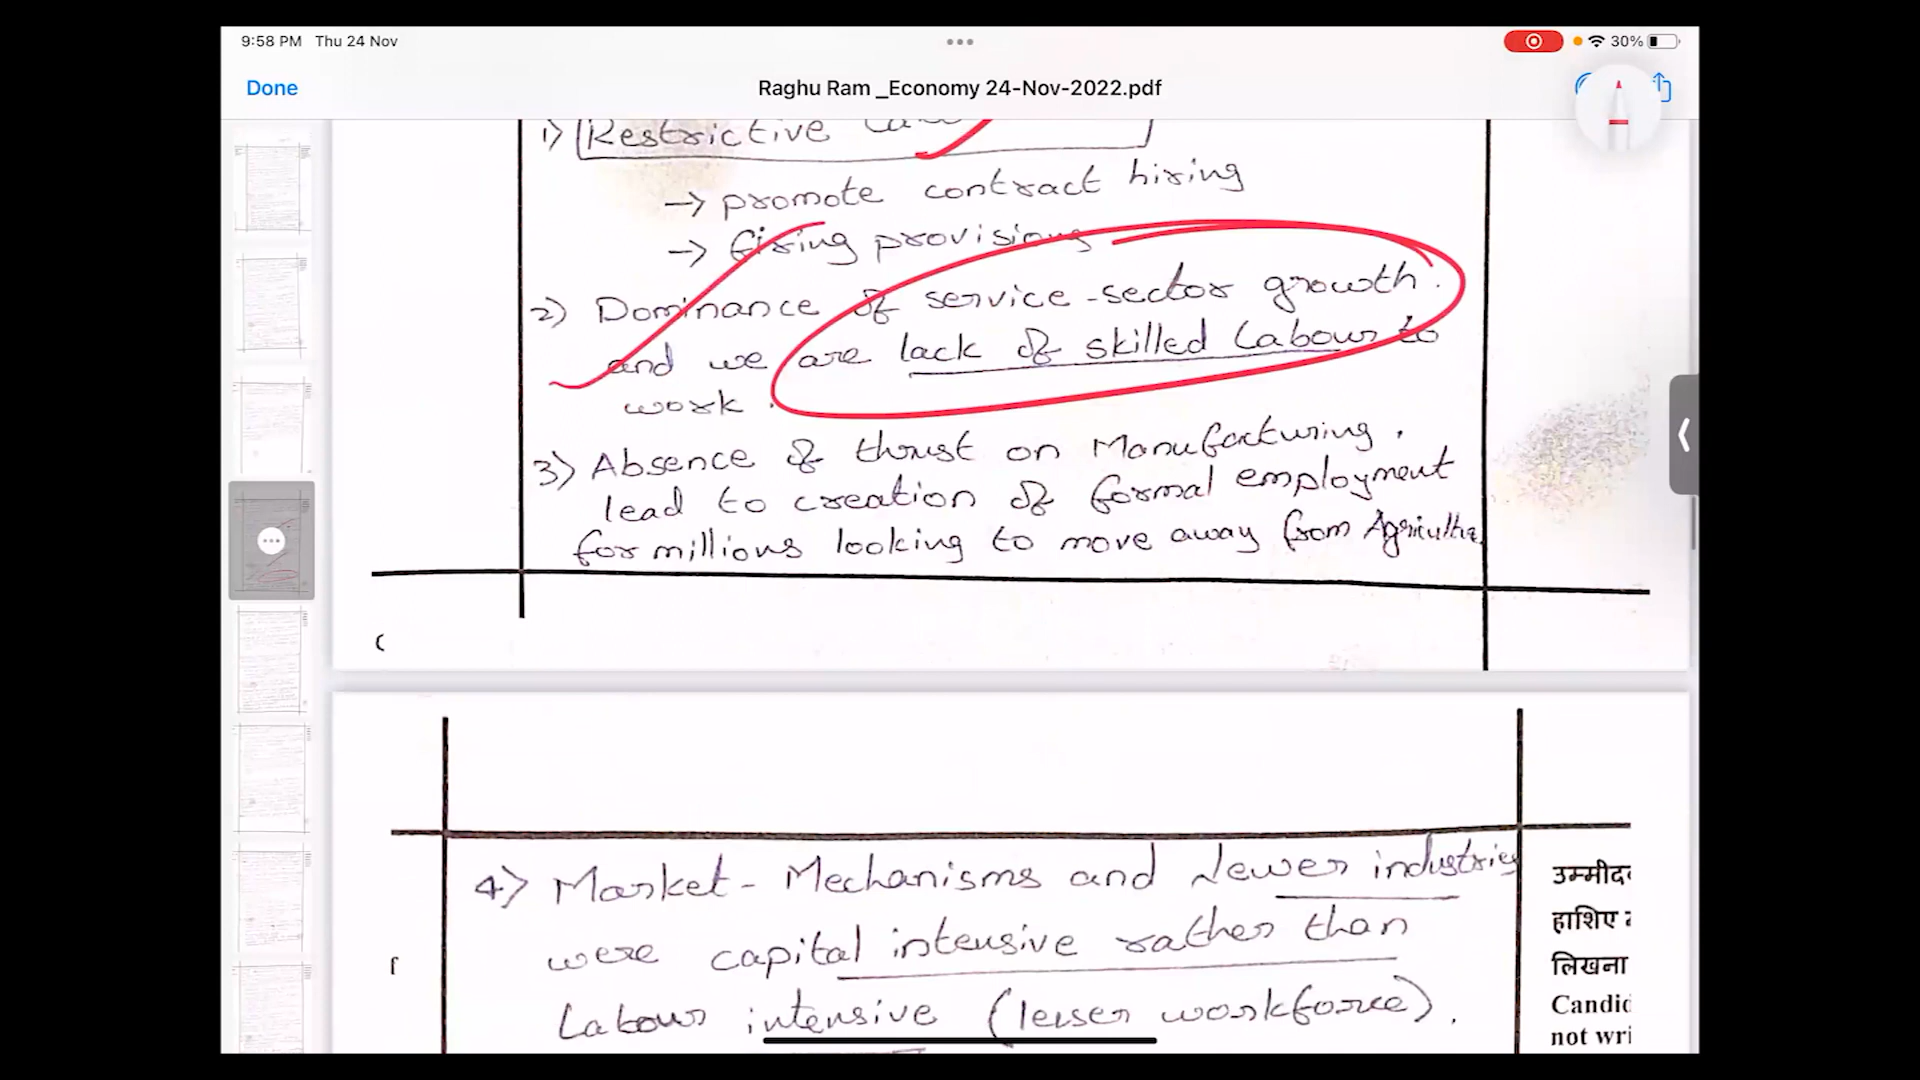 9:58 PM Thu 24 Nov
30%
Done
Raghu Ram _Economy 24-Nov-2022.pdf
1) Restrictive
→ promote contract hiring
→ firing provisions
2) Dominance of service-sector growth.
and we are lack of skilled Labour to
work.
3) Absence of thrust on Manufacturing.
lead to creation of formal employment
for millions looking to move away from Agriculture
4) Market - Mechanisms and Newer industries
were capital intensive rather than
Labour intensive (lesser workforce).
उम्मीदव
हाशिए
लिखना
Candid
not wri